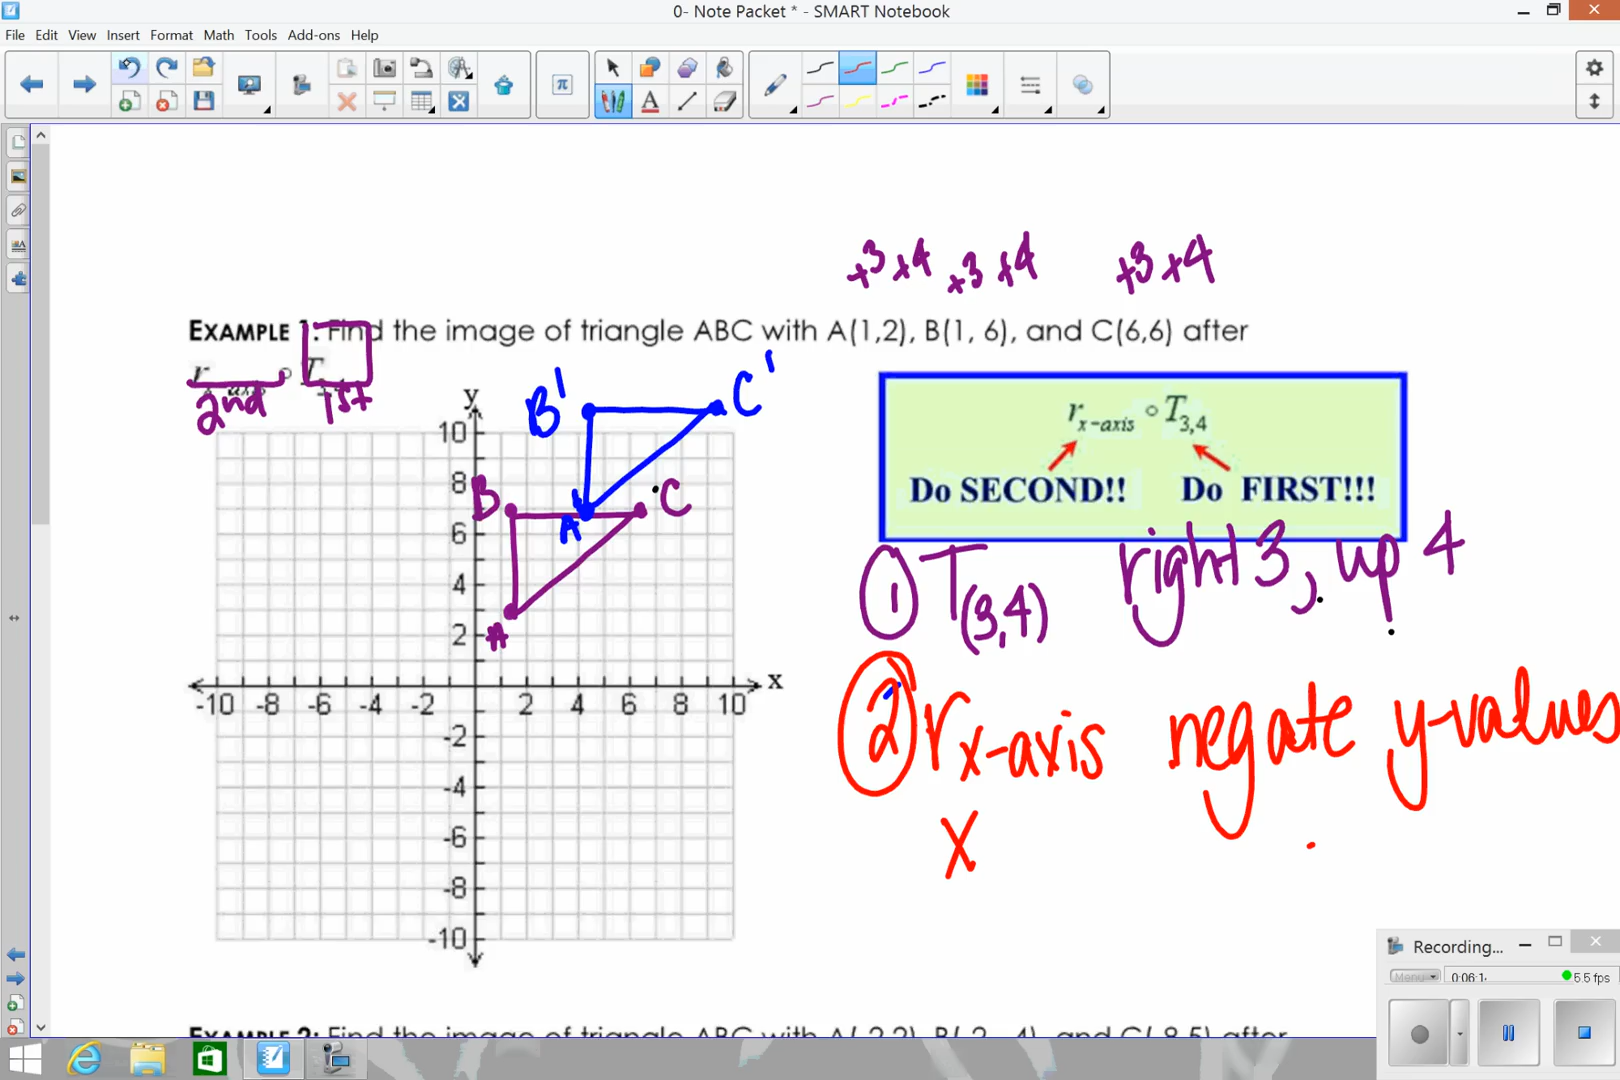 0- Note Packet * - SMART Notebook
File Edit View Insert Format Math Tools Add-ons Help
π A
+3 +4 +3 +4 +3 +4
EXAMPLE 1: Find the image of triangle ABC with A(1,2), B(1, 6), and C(6,6) after
r ∘ T
2nd 1st
y
B' C'
A'
B C
A
10
8
6
4
2
-10 -8 -6 -4 -2 2 4 6 8 10 x
-2
-4
-6
-8
-10
r x-axis ∘ T 3,4
Do SECOND!! Do FIRST!!!
① T(3,4) right 3, up 4
② r x-axis negate y-values
x
EXAMPLE 2: Find the image of triangle ABC with
Recording...
Menu 0:06:1 5.5 fps